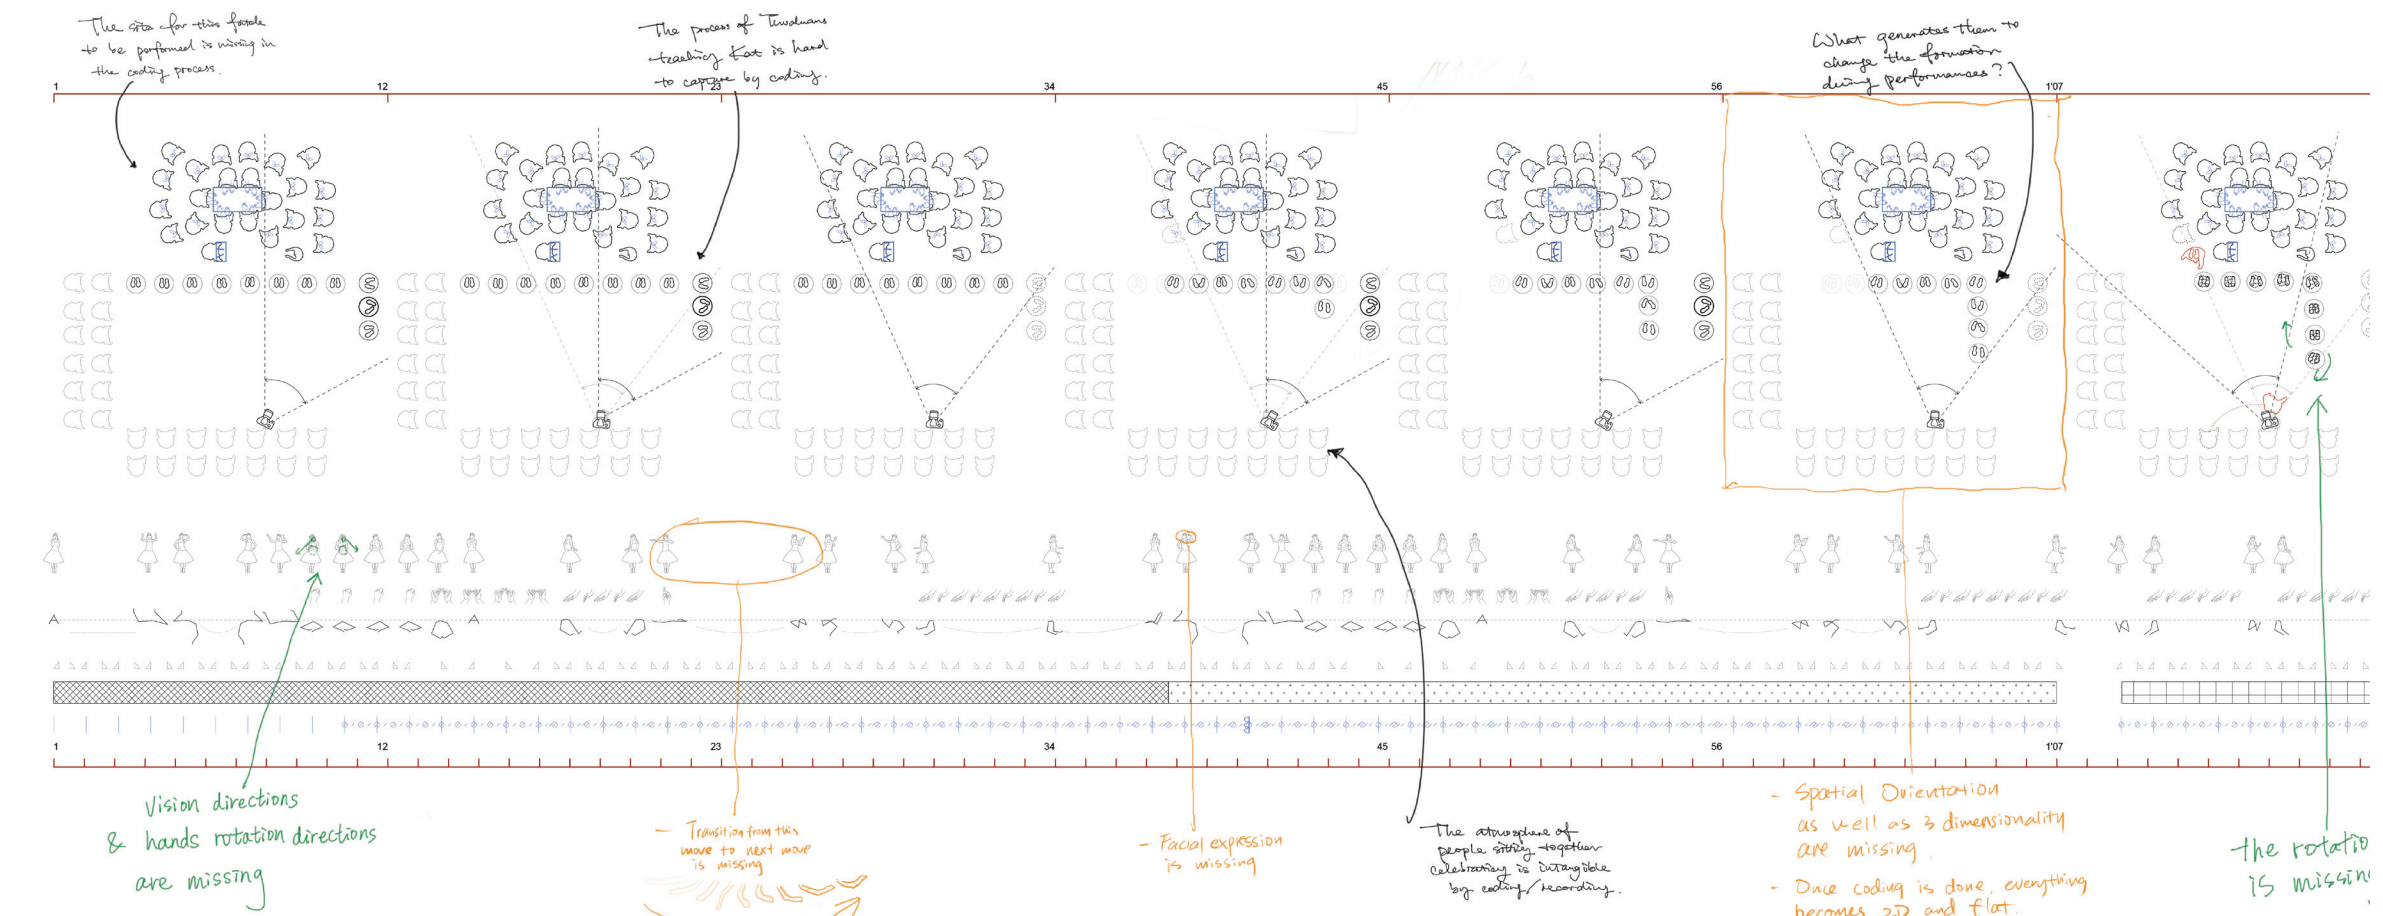 The site for this fatele
to be performed is missing in
the coding process.
The process of Tuvaluans
teaching Kat is hard
to capture by coding.
What generates them to
change the formation
during performances?
1
12
23
34
45
56
1'07
1
12
23
34
45
56
1'07
Vision directions
& hands rotation directions
are missing
- Transition from this
move to next move
is missing
- Facial expression
is missing
The atmosphere of
people sitting together
celebrating is intangible
by coding/recording.
- Spatial Orientation
as well as 3 dimensionality
are missing.
- Once coding is done, everything
becomes 2D and flat.
the rotatio
is missin